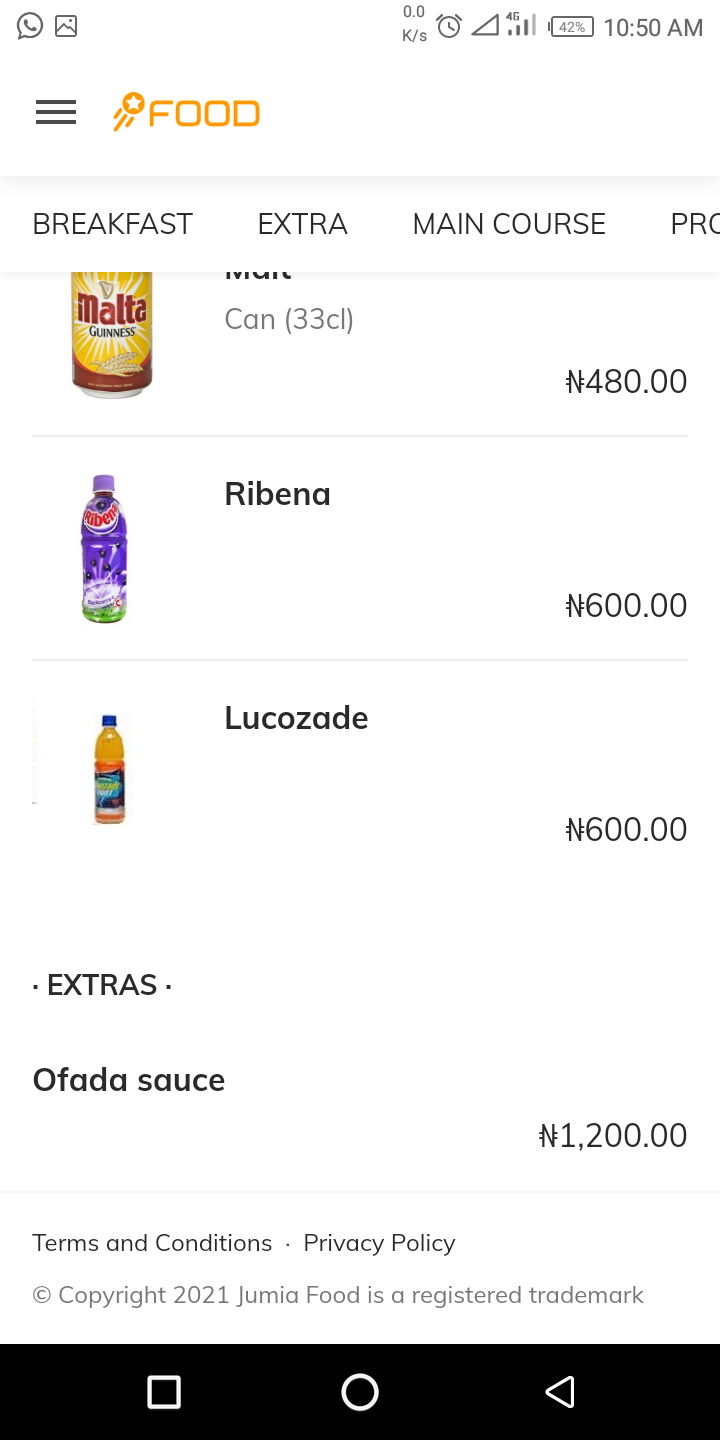 0.0
K/s
4G
42%
10:50 AM
FOOD
BREAKFAST EXTRA MAIN COURSE PRO
Malt
Malta
GUINNESS
Can (33cl)
₦480.00
Ribena
Ribena
₦600.00
Lucozade
₦600.00
· EXTRAS ·
Ofada sauce
₦1,200.00
Terms and Conditions · Privacy Policy
© Copyright 2021 Jumia Food is a registered trademark